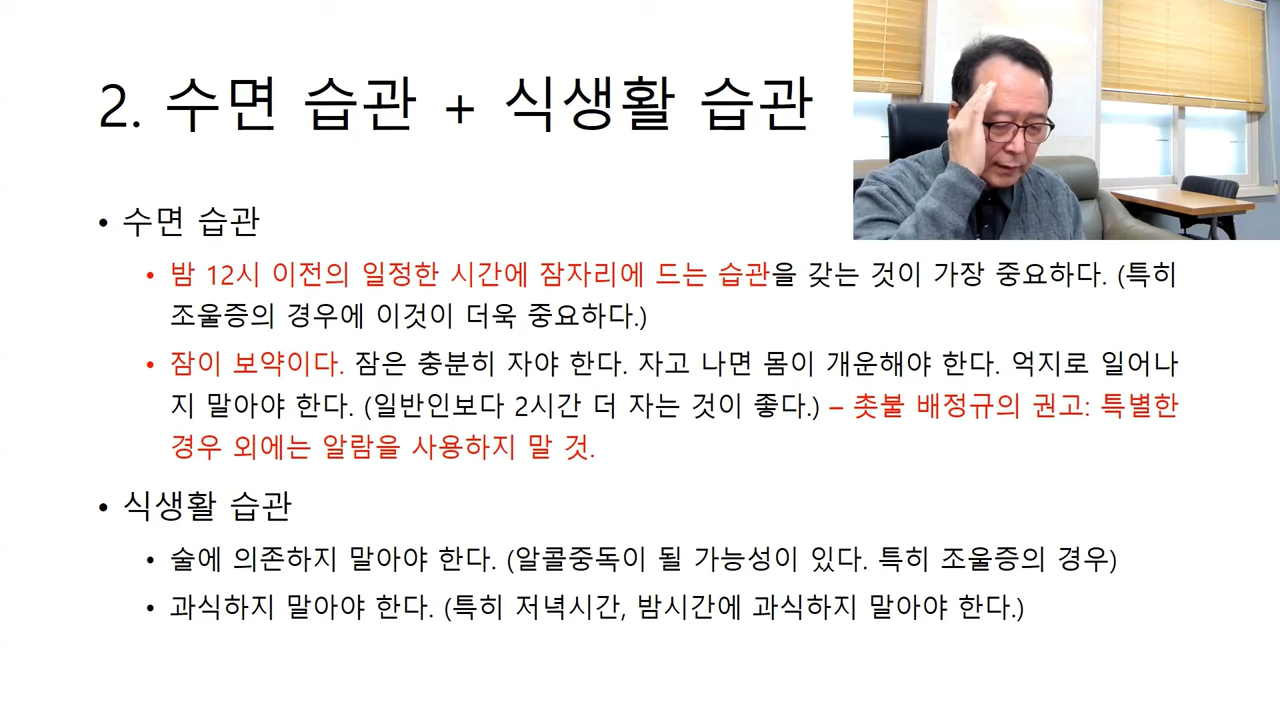 2. 수면 습관 + 식생활 습관
• 수면 습관
• 밤 12시 이전의 일정한 시간에 잠자리에 드는 습관을 갖는 것이 가장 중요하다. (특히
조울증의 경우에 이것이 더욱 중요하다.)
• 잠이 보약이다. 잠은 충분히 자야 한다. 자고 나면 몸이 개운해야 한다. 억지로 일어나
지 말아야 한다. (일반인보다 2시간 더 자는 것이 좋다.) – 촛불 배정규의 권고: 특별한
경우 외에는 알람을 사용하지 말 것.
• 식생활 습관
• 술에 의존하지 말아야 한다. (알콜중독이 될 가능성이 있다. 특히 조울증의 경우)
• 과식하지 말아야 한다. (특히 저녁시간, 밤시간에 과식하지 말아야 한다.)